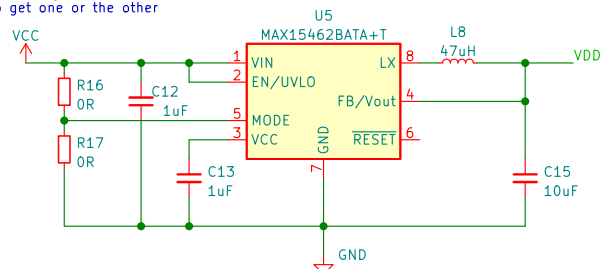 get one or the other
VCC
U5
MAX15462BATA+T
L8
47uH
VDD
1 VIN
LX 8
2 EN/UVLO
R16
0R
C12
1uF
FB/Vout 4
5 MODE
3 VCC
RESET 6
R17
0R
GND
7
C13
1uF
C15
10uF
GND